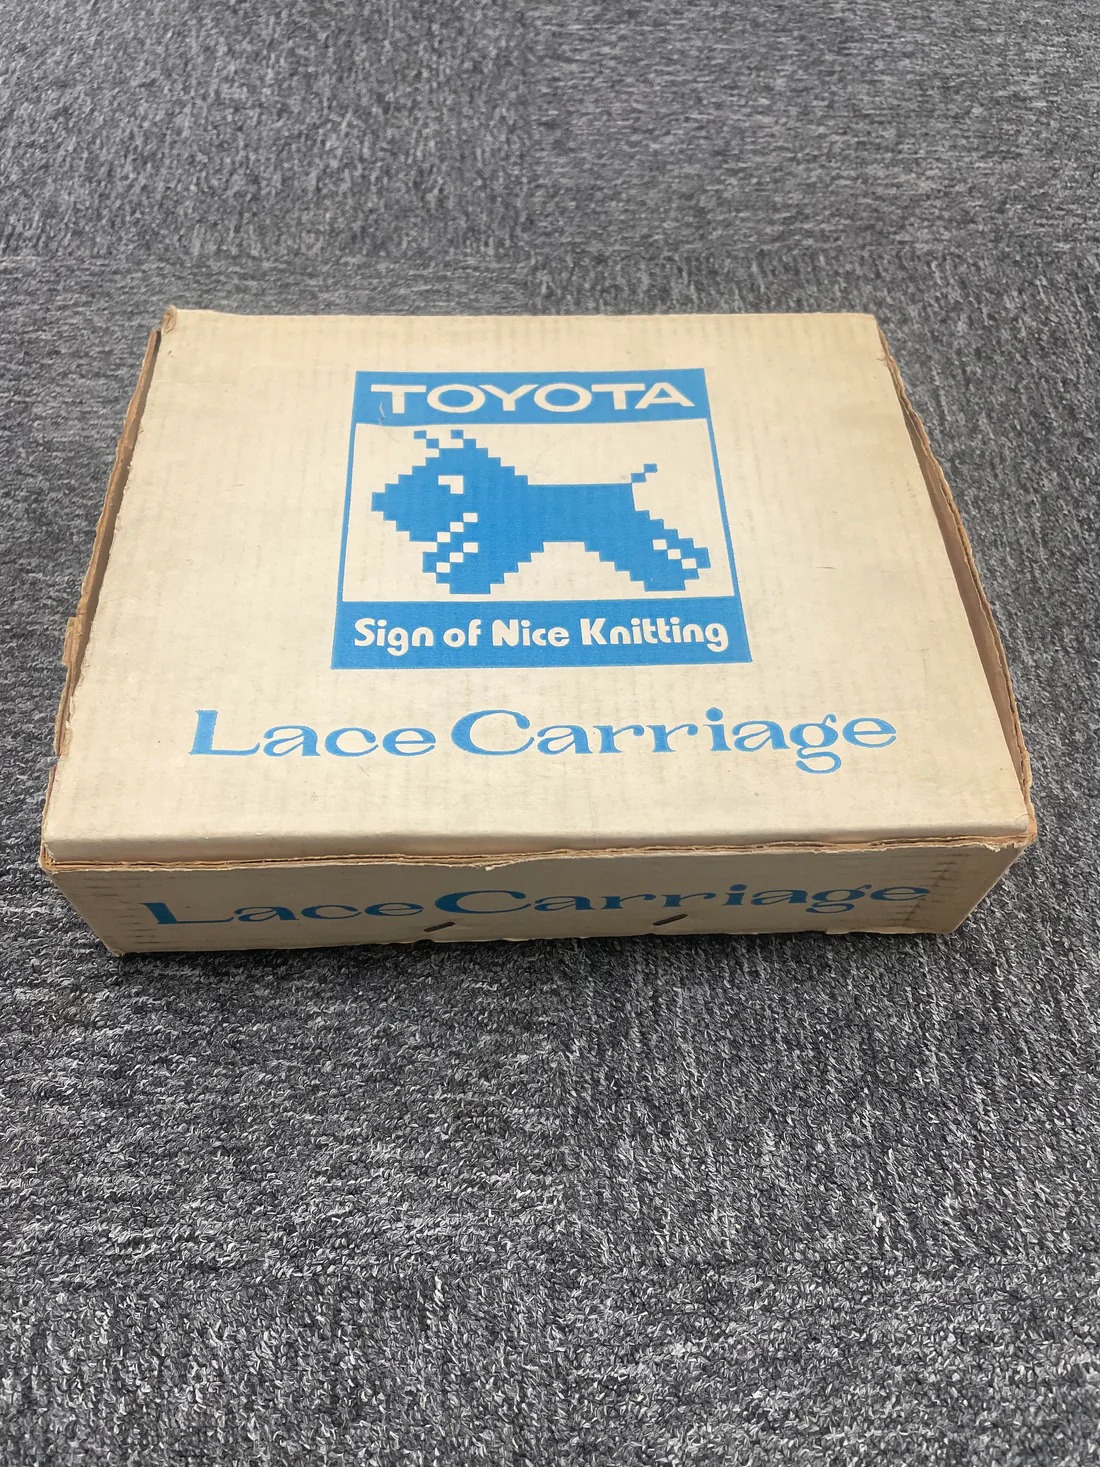 TOYOTA
Sign of Nice Knitting
Lace Carriage
Lace Carriage